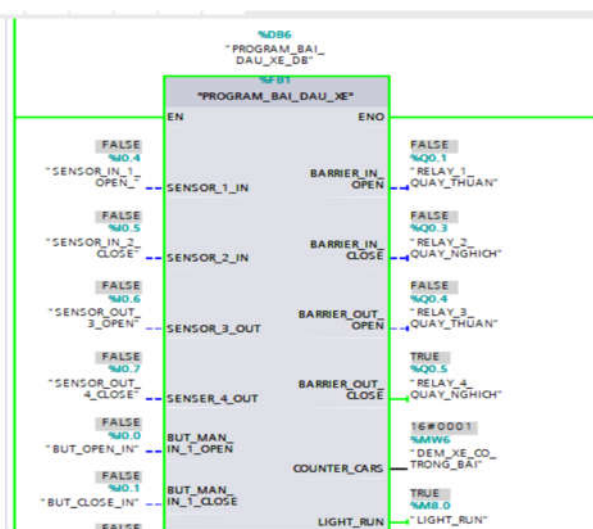 %DB6
"PROGRAM_BAI_
DAU_XE_DB"
%FB1
"PROGRAM_BAI_DAU_XE"
EN
ENO
FALSE
%I0.4
"SENSOR_IN_1_
OPEN_"
SENSOR_1_IN
BARRIER_IN_
OPEN
FALSE
%Q0.1
"RELAY_1_
QUAY_THUAN"
FALSE
%I0.5
"SENSOR_IN_2_
CLOSE"
SENSOR_2_IN
BARRIER_IN_
CLOSE
FALSE
%Q0.3
"RELAY_2_
QUAY_NGHICH"
FALSE
%I0.6
"SENSOR_OUT_
3_OPEN"
SENSOR_3_OUT
BARRIER_OUT_
OPEN
FALSE
%Q0.4
"RELAY_3_
QUAY_THUAN"
FALSE
%I0.7
"SENSOR_OUT_
4_CLOSE"
SENSER_4_OUT
BARRIER_OUT_
CLOSE
TRUE
%Q0.5
"RELAY_4_
QUAY_NGHICH"
FALSE
%I0.0
"BUT_OPEN_IN"
BUT_MAN_
IN_1_OPEN
COUNTER_CARS
16#0001
%MW6
"DEM_XE_CO_
TRONG_BAI"
FALSE
%I0.1
"BUT_CLOSE_IN"
BUT_MAN_
IN_1_CLOSE
LIGHT_RUN
TRUE
%M8.0
"LIGHT_RUN"
FALSE